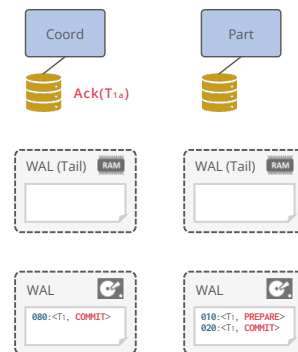 Coord Part
Ack(T1a)
WAL (Tail) RAM WAL (Tail) RAM
WAL WAL
080:<T1, COMMIT> 010:<T1, PREPARE>
020:<T1, COMMIT>